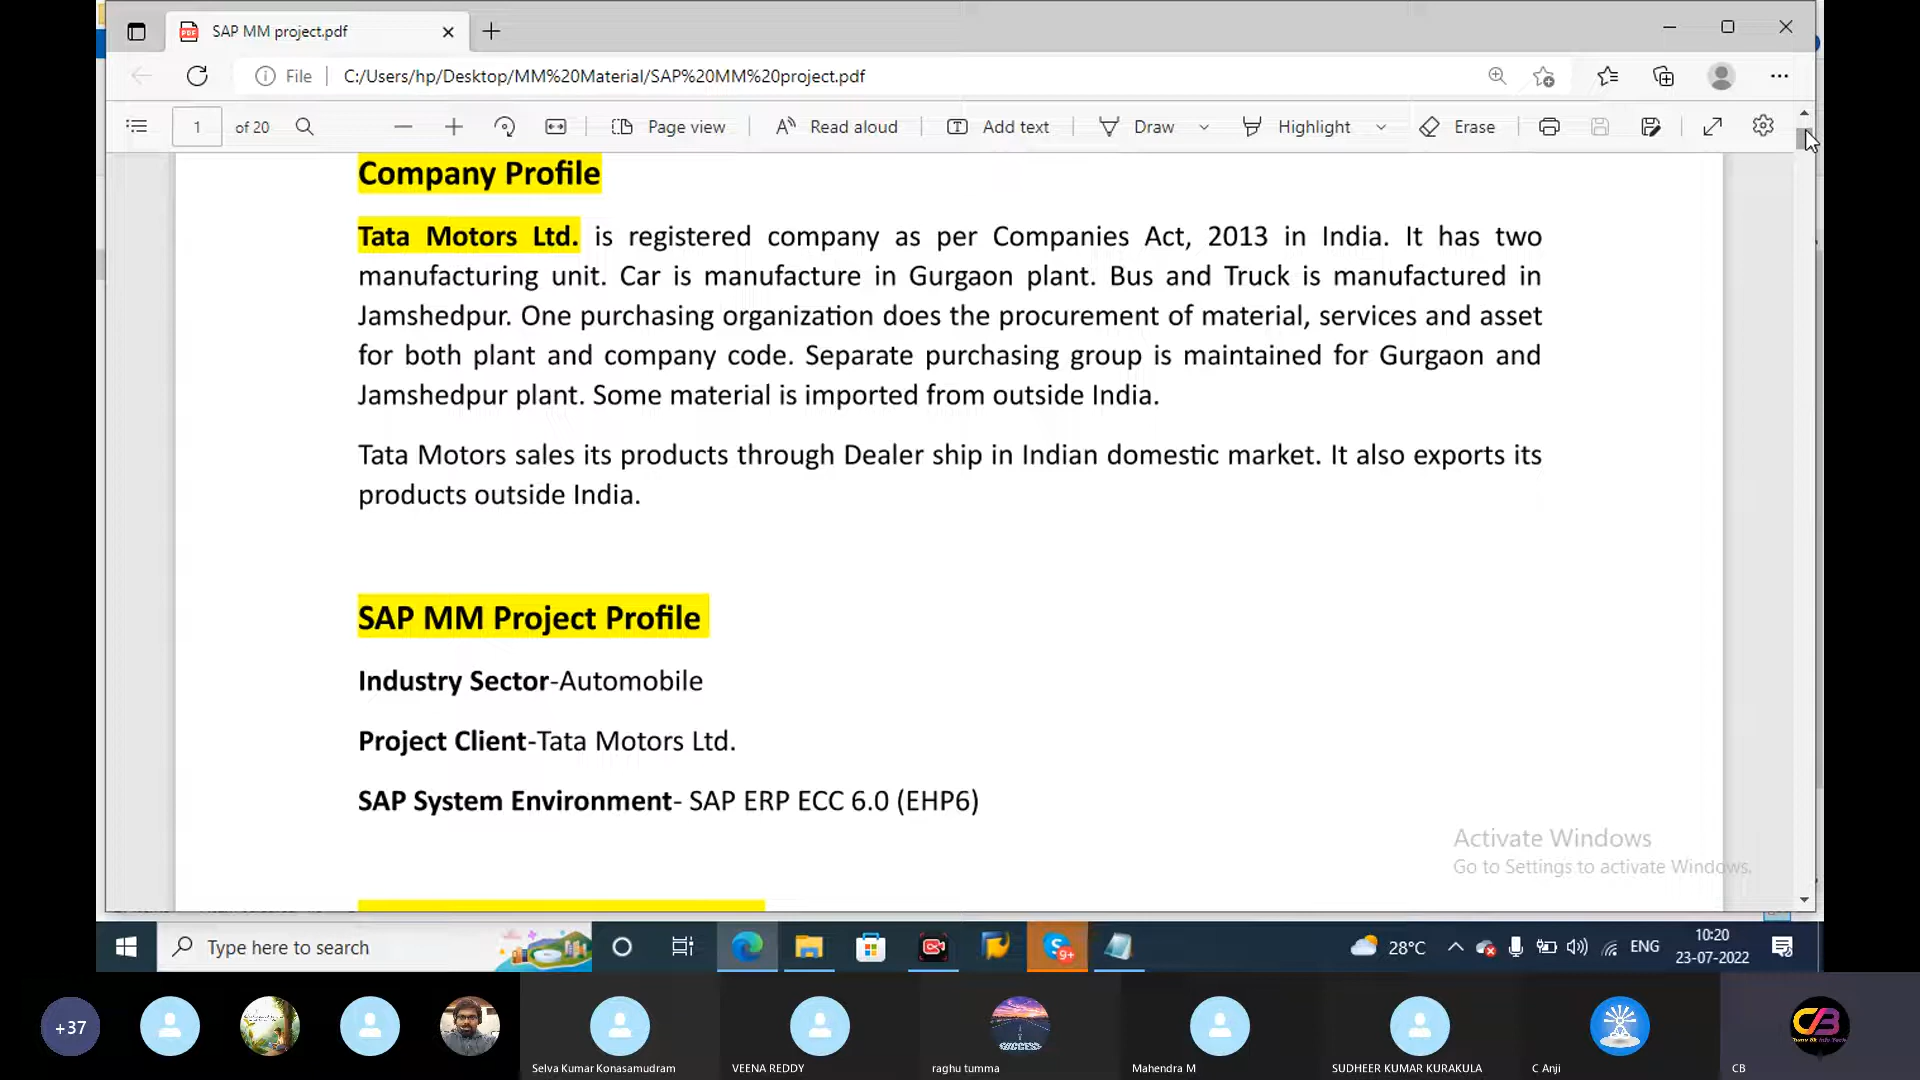 SAP MM project.pdf
File
C:/Users/hp/Desktop/MM%20Material/SAP%20MM%20project.pdf
1 of 20
Page view
Read aloud
Add text
Draw
Highlight
Erase
Company Profile
Tata Motors Ltd. is registered company as per Companies Act, 2013 in India. It has two
manufacturing unit. Car is manufacture in Gurgaon plant. Bus and Truck is manufactured in
Jamshedpur. One purchasing organization does the procurement of material, services and asset
for both plant and company code. Separate purchasing group is maintained for Gurgaon and
Jamshedpur plant. Some material is imported from outside India.
Tata Motors sales its products through Dealer ship in Indian domestic market. It also exports its
products outside India.
SAP MM Project Profile
Industry Sector-Automobile
Project Client-Tata Motors Ltd.
SAP System Environment- SAP ERP ECC 6.0 (EHP6)
Activate Windows
Go to Settings to activate Windows.
Type here to search
9+
28°C
ENG
10:20
23-07-2022
+37
SUCCESS
CB
Selva Kumar Konasamudram
VEENA REDDY
raghu tumma
Mahendra M
SUDHEER KUMAR KURAKULA
C Anji
CB